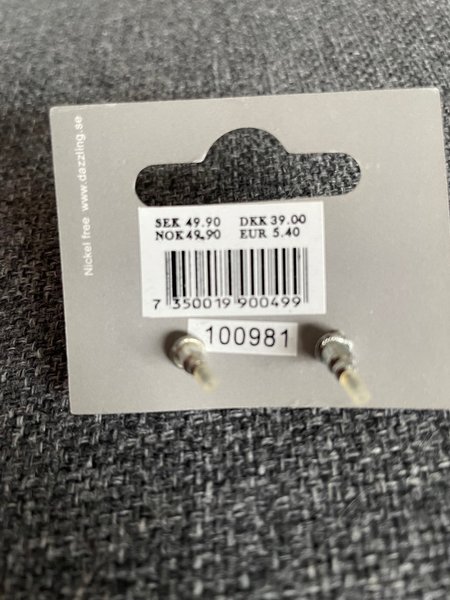 Nickel free www.dazzling.se
SEK 49.90 DKK 39.00
NOK 49.90 EUR 5.40
7 350019 900499
100981